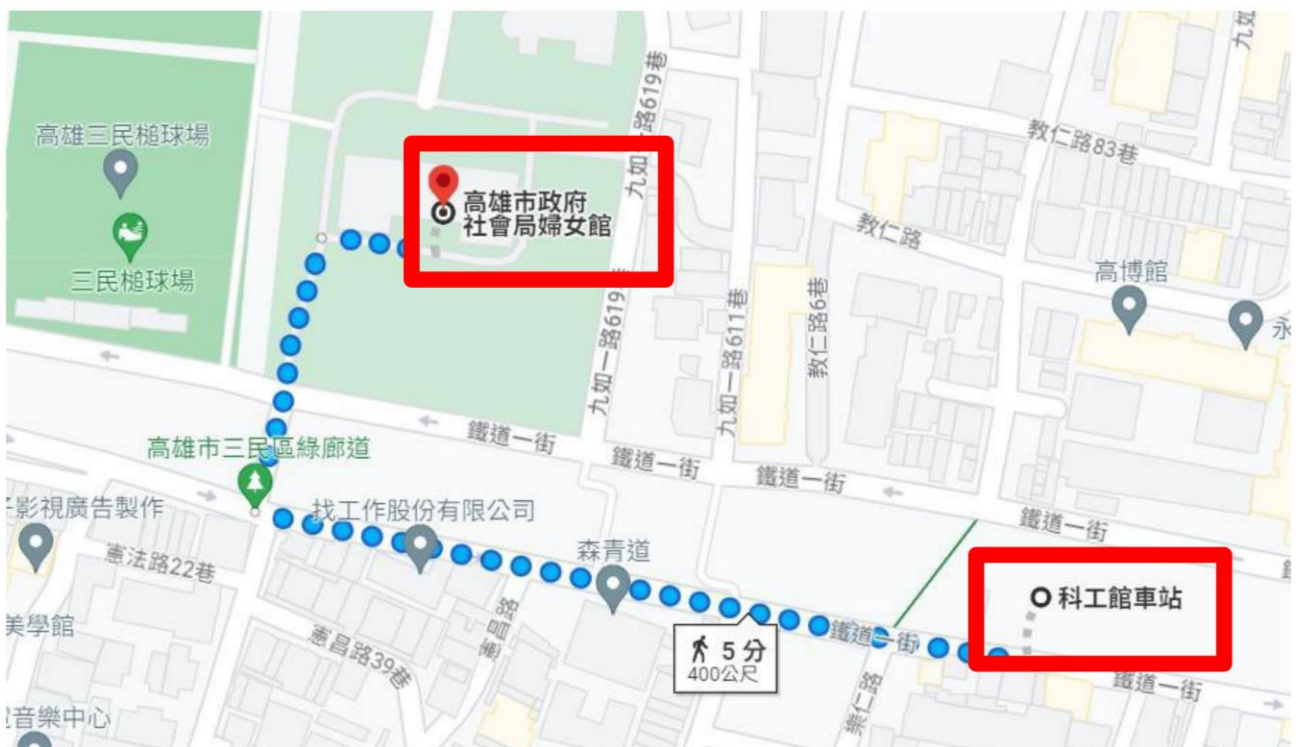 九如
九如一路619巷
高雄三民槌球場
教仁路83巷
高雄市政府
社會局婦女館
教仁路
高博館
三民槌球場
永
九如一路619巷
九如一路611巷
教仁路6巷
鐵道一街
高雄市三民區綠廊道
鐵道一街
鐵道一街
子影視廣告製作
找工作股份有限公司
鐵道一街
憲法路22巷
森青道
科工館車站
美學館
憲昌路
憲昌路39巷
5 分
400公尺
鐵道一街
樂仁路
鐵道一街
音樂中心